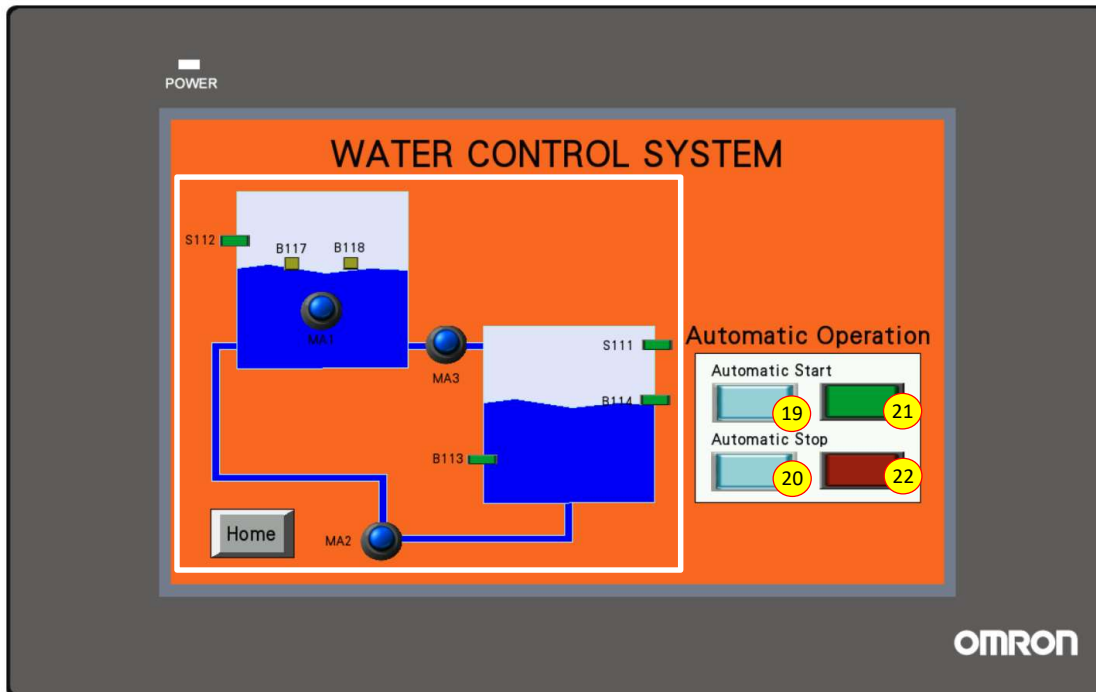 POWER
WATER CONTROL SYSTEM
S112
B117 B118
MA1
MA3
S111
B114
B113
MA2
Home
Automatic Operation
Automatic Start
19 21
Automatic Stop
20 22
OMRON